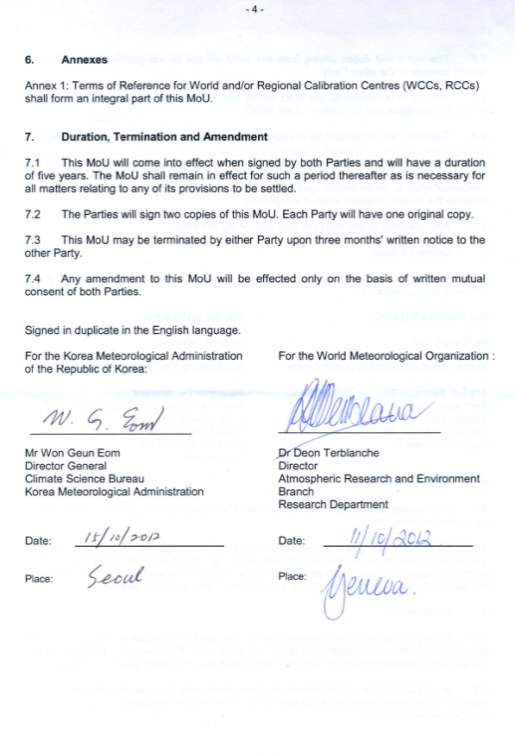 - 4 -
6. Annexes
Annex 1: Terms of Reference for World and/or Regional Calibration Centres (WCCs, RCCs)
shall form an integral part of this MoU.
7. Duration, Termination and Amendment
7.1 This MoU will come into effect when signed by both Parties and will have a duration
of five years. The MoU shall remain in effect for such a period thereafter as is necessary for
all matters relating to any of its provisions to be settled.
7.2 The Parties will sign two copies of this MoU. Each Party will have one original copy.
7.3 This MoU may be terminated by either Party upon three months' written notice to the
other Party.
7.4 Any amendment to this MoU will be effected only on the basis of written mutual
consent of both Parties.
Signed in duplicate in the English language.
For the Korea Meteorological Administration
of the Republic of Korea:
W. G. Eom
Mr Won Geun Eom
Director General
Climate Science Bureau
Korea Meteorological Administration
Date: 15/10/2012
Place: Seoul
For the World Meteorological Organization :
Dr Deon Terblanche
Director
Atmospheric Research and Environment
Branch
Research Department
Date: 11/10/2012
Place: Geneva.